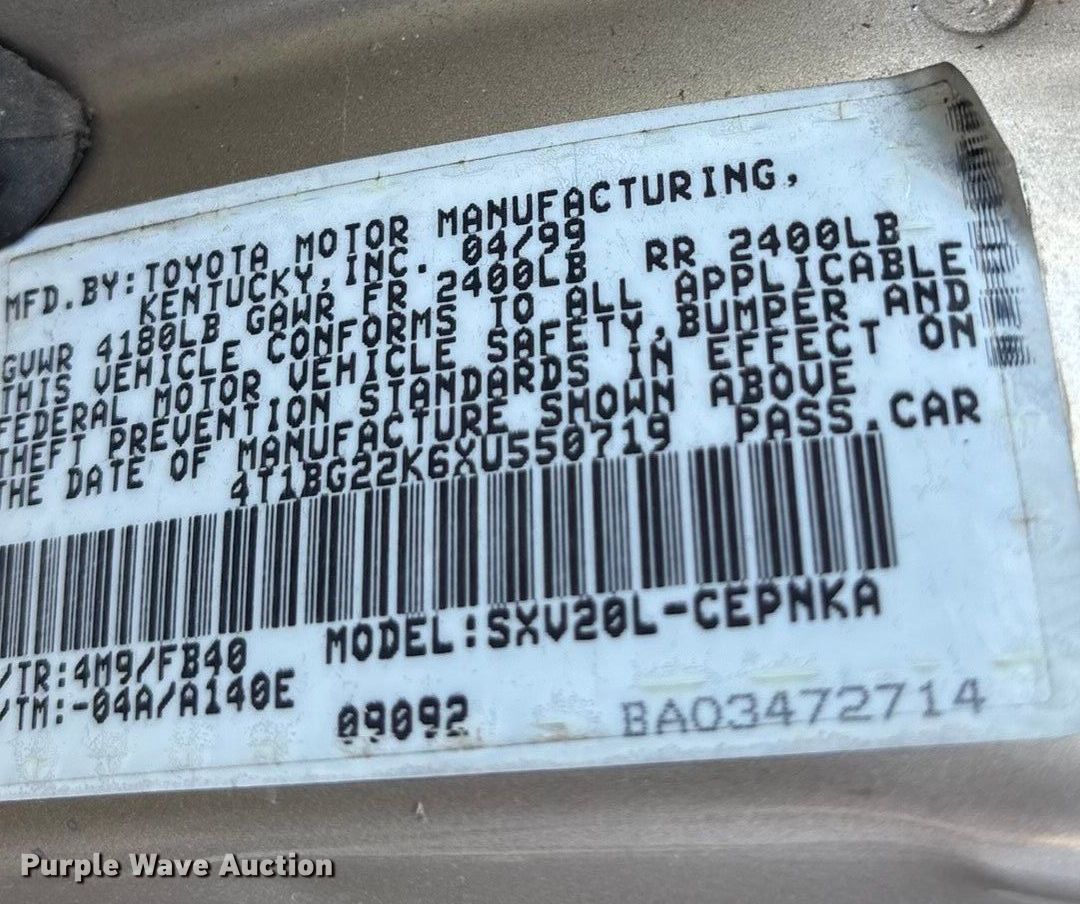 MFD.BY:TOYOTA MOTOR MANUFACTURING,
KENTUCKY,INC. 04/99
GVWR 4180LB GAWR FR 2400LB RR 2400LB
THIS VEHICLE CONFORMS TO ALL APPLICABLE
FEDERAL MOTOR VEHICLE SAFETY,BUMPER AND
THEFT PREVENTION STANDARDS IN EFFECT ON
THE DATE OF MANUFACTURE SHOWN ABOVE
4T1BG22K6XU550719 PASS.CAR
/TR:4M9/FB40 MODEL:SXV20L-CEPNKA
/TM:-04A/A140E
09092 BA03472714
Purple Wave Auction